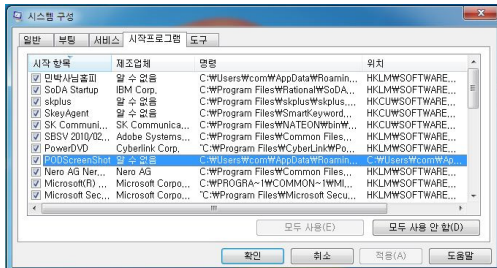 시스템 구성
일반 부팅 서비스 시작프로그램 도구
시작 항목 제조업체 명령 위치
민박사님홈피 알 수 없음 C:₩Users₩com₩AppData₩Roamin... HKLM₩SOFTWARE...
SoDA Startup IBM Corp. C:₩Program Files₩Rational₩SoDA... HKLM₩SOFTWARE...
skplus 알 수 없음 C:₩Program Files₩skplus₩skplus.... HKCU₩SOFTWARE...
SkeyAgent 알 수 없음 C:₩Program Files₩SmartKeyword... HKCU₩SOFTWARE...
SK Communi... SK Communica... C:₩Program Files₩NATEON₩bin₩... HKCU₩SOFTWARE...
SBSV 2010/02... Adobe Systems... C:₩Program Files₩Common Files... HKLM₩SOFTWARE...
PowerDVD Cyberlink Corp. "C:₩Program Files₩CyberLink₩Po... HKLM₩SOFTWARE...
PODScreenShot 알 수 없음 C:₩Users₩com₩AppData₩Roamin... C:₩Users₩com₩Ap...
Nero AG Ner... Nero AG C:₩Program Files₩Common Files... HKLM₩SOFTWARE...
Microsoft(R) ... Microsoft Corpo... C:₩PROGRA~1₩COMMON~1₩MI... HKLM₩SOFTWARE...
Microsoft Sec... Microsoft Corpo... "C:₩Program Files₩Microsoft Secu... HKLM₩SOFTWARE...
모두 사용(E) 모두 사용 안 함(D)
확인 취소 적용(A) 도움말